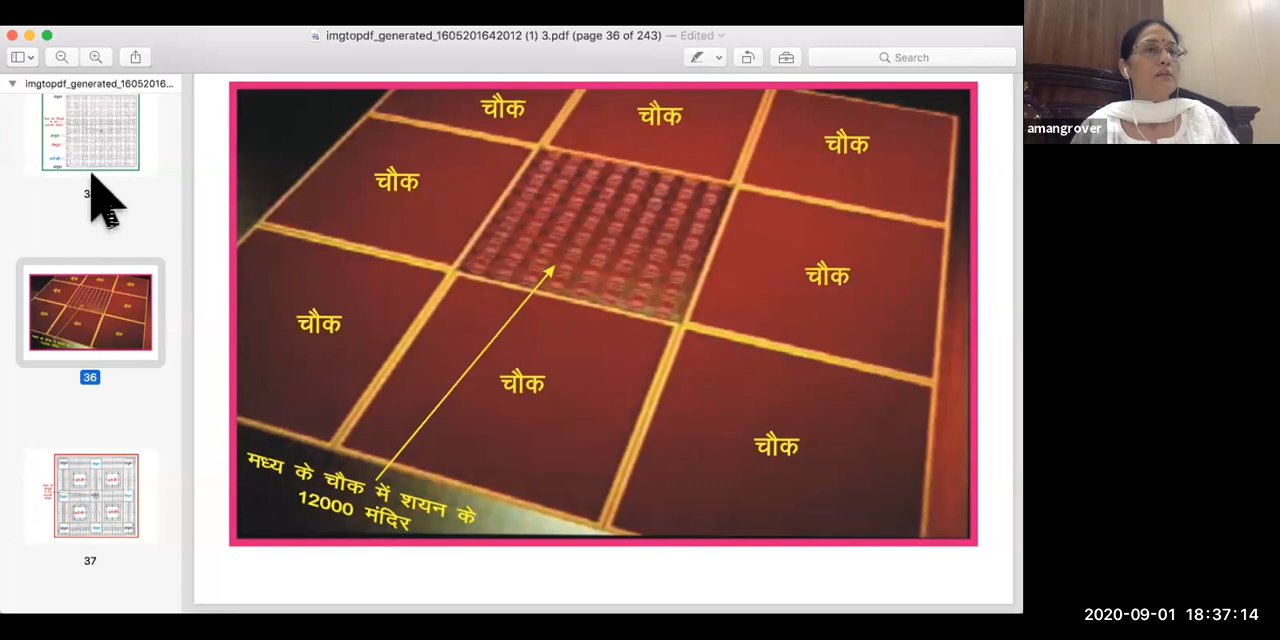 imgtopdf_generated_1605201642012 (1) 3.pdf (page 36 of 243) — Edited
Search
imgtopdf_generated_16052016...
36
37
चौक
चौक
चौक
चौक
चौक
चौक
चौक
चौक
मध्य के चौक में शयन के
12000 मंदिर
amangrover
2020-09-01 18:37:14